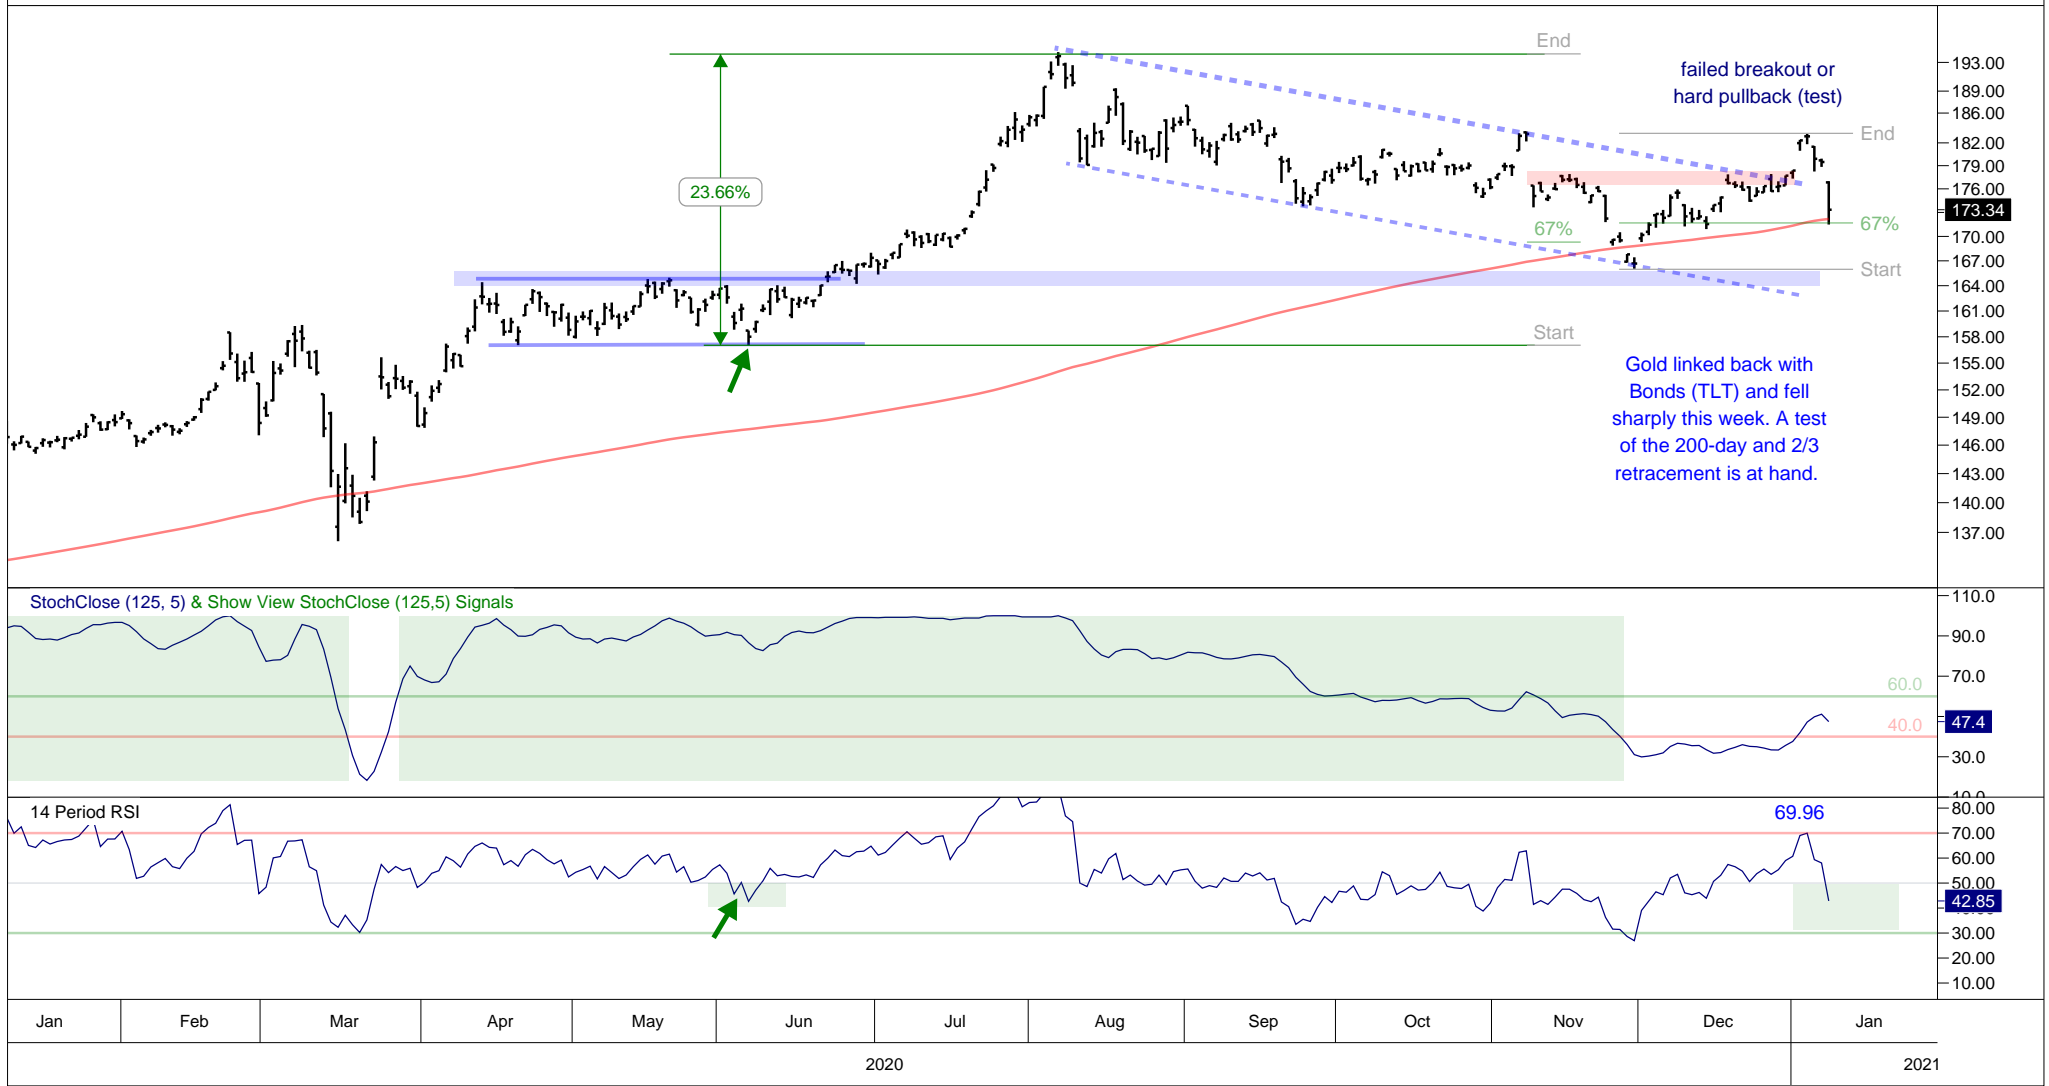 End
failed breakout or
hard pullback (test)
End
23.66%
67%
67%
Start
Start
Gold linked back with
Bonds (TLT) and fell
sharply this week. A test
of the 200-day and 2/3
retracement is at hand.
193.00
189.00
186.00
182.00
179.00
176.00
173.34
170.00
167.00
164.00
161.00
158.00
155.00
152.00
149.00
146.00
143.00
140.00
137.00
StochClose (125, 5) & Show View StochClose (125,5) Signals
110.0
90.0
70.0
60.0
47.4
40.0
30.0
10.0
14 Period RSI
69.96
80.00
70.00
60.00
50.00
42.85
30.00
20.00
10.00
Jan Feb Mar Apr May Jun Jul Aug Sep Oct Nov Dec Jan
2020 2021